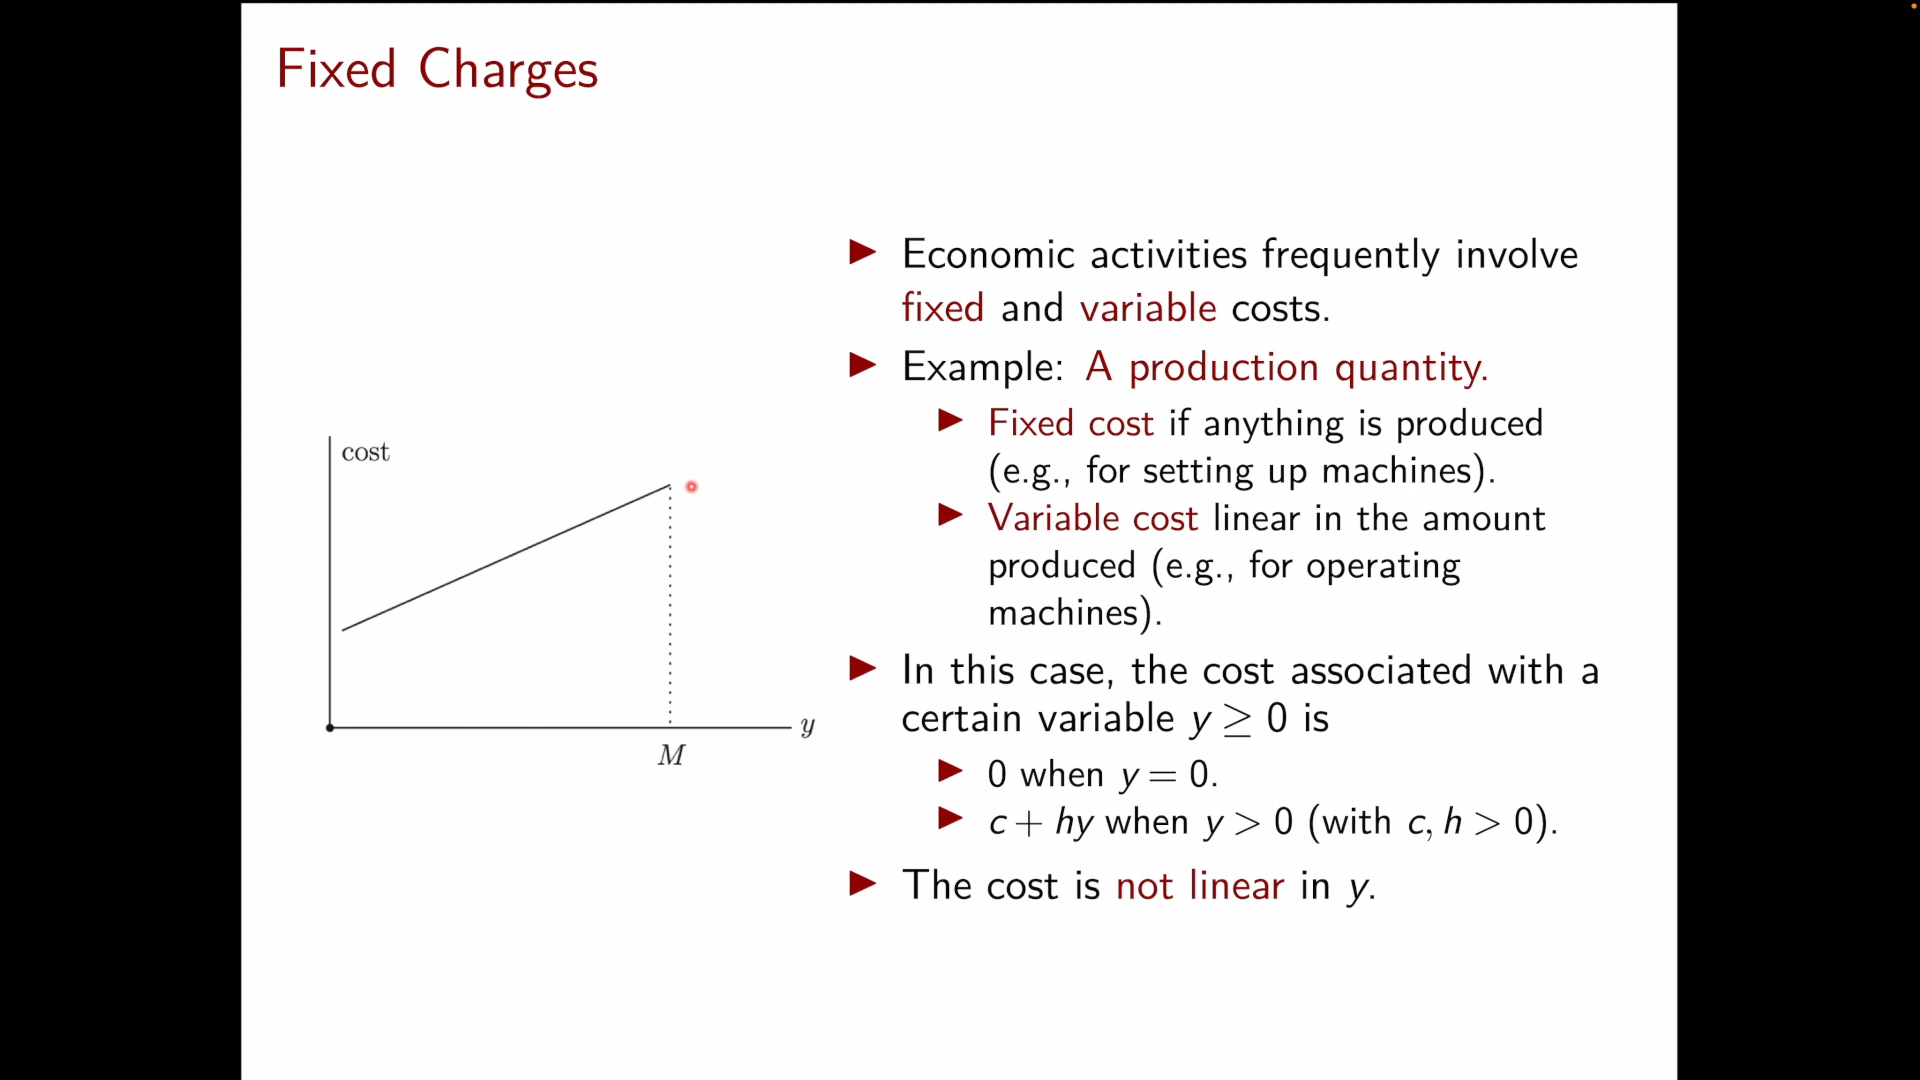 Fixed Charges
▶ Economic activities frequently involve
fixed and variable costs.
▶ Example: A production quantity.
▶ Fixed cost if anything is produced
(e.g., for setting up machines).
▶ Variable cost linear in the amount
produced (e.g., for operating
machines).
▶ In this case, the cost associated with a
certain variable y ≥ 0 is
▶ 0 when y = 0.
▶ c + hy when y > 0 (with c, h > 0).
▶ The cost is not linear in y.
cost
y
M